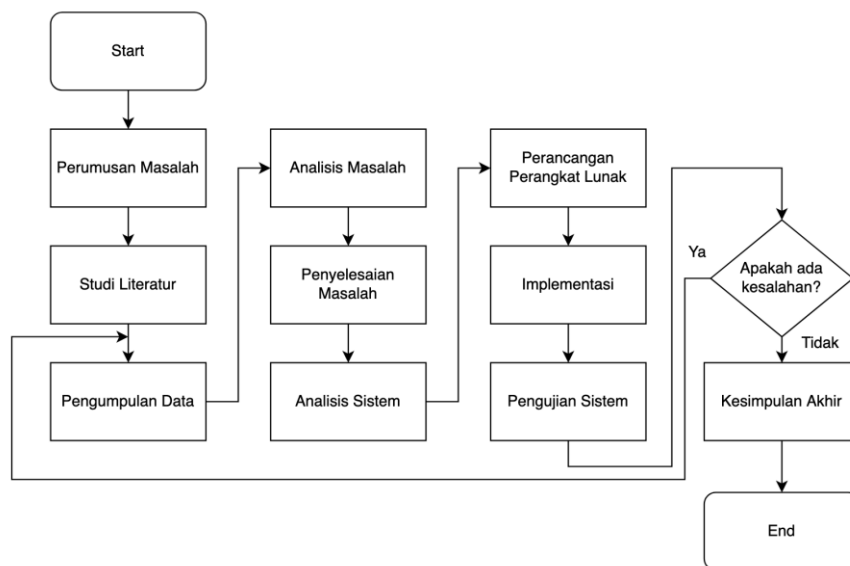 Start
Perumusan Masalah
Studi Literatur
Pengumpulan Data
Analisis Masalah
Penyelesaian
Masalah
Analisis Sistem
Perancangan
Perangkat Lunak
Implementasi
Pengujian Sistem
Apakah ada
kesalahan?
Ya
Tidak
Kesimpulan Akhir
End